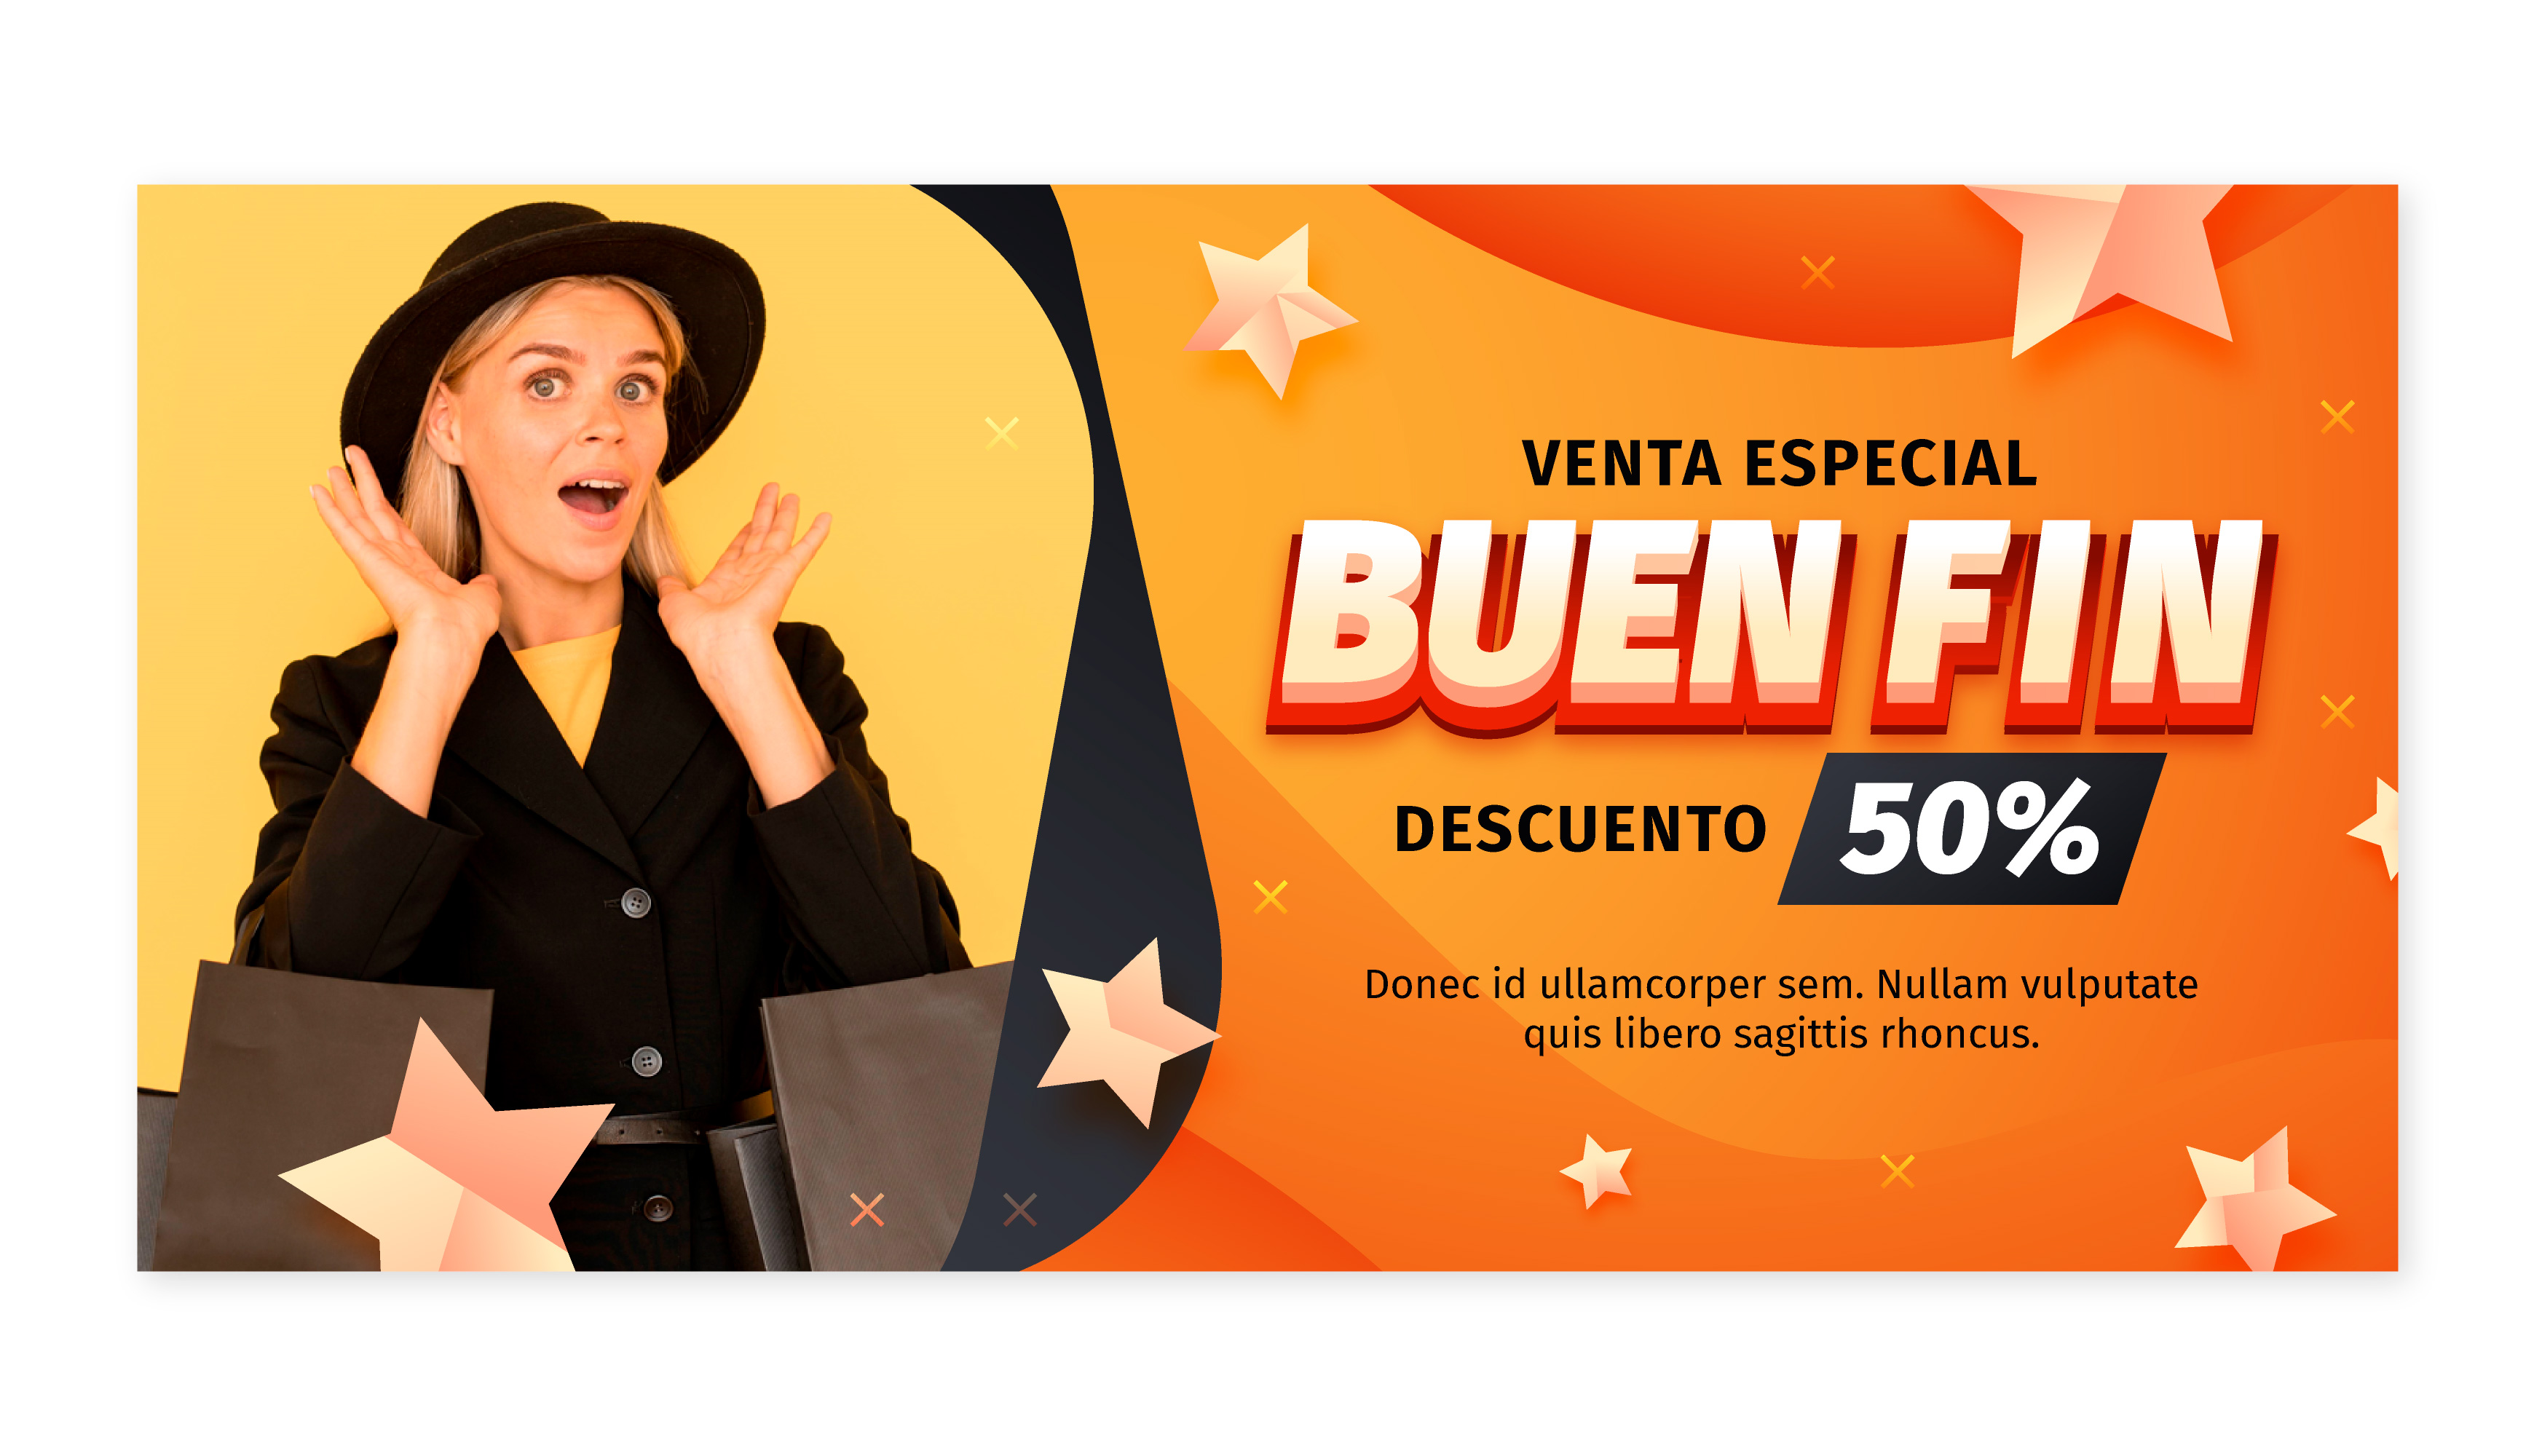 VENTA ESPECIAL
BUEN FIN
DESCUENTO 50%
Donec id ullamcorper sem. Nullam vulputate
quis libero sagittis rhoncus.